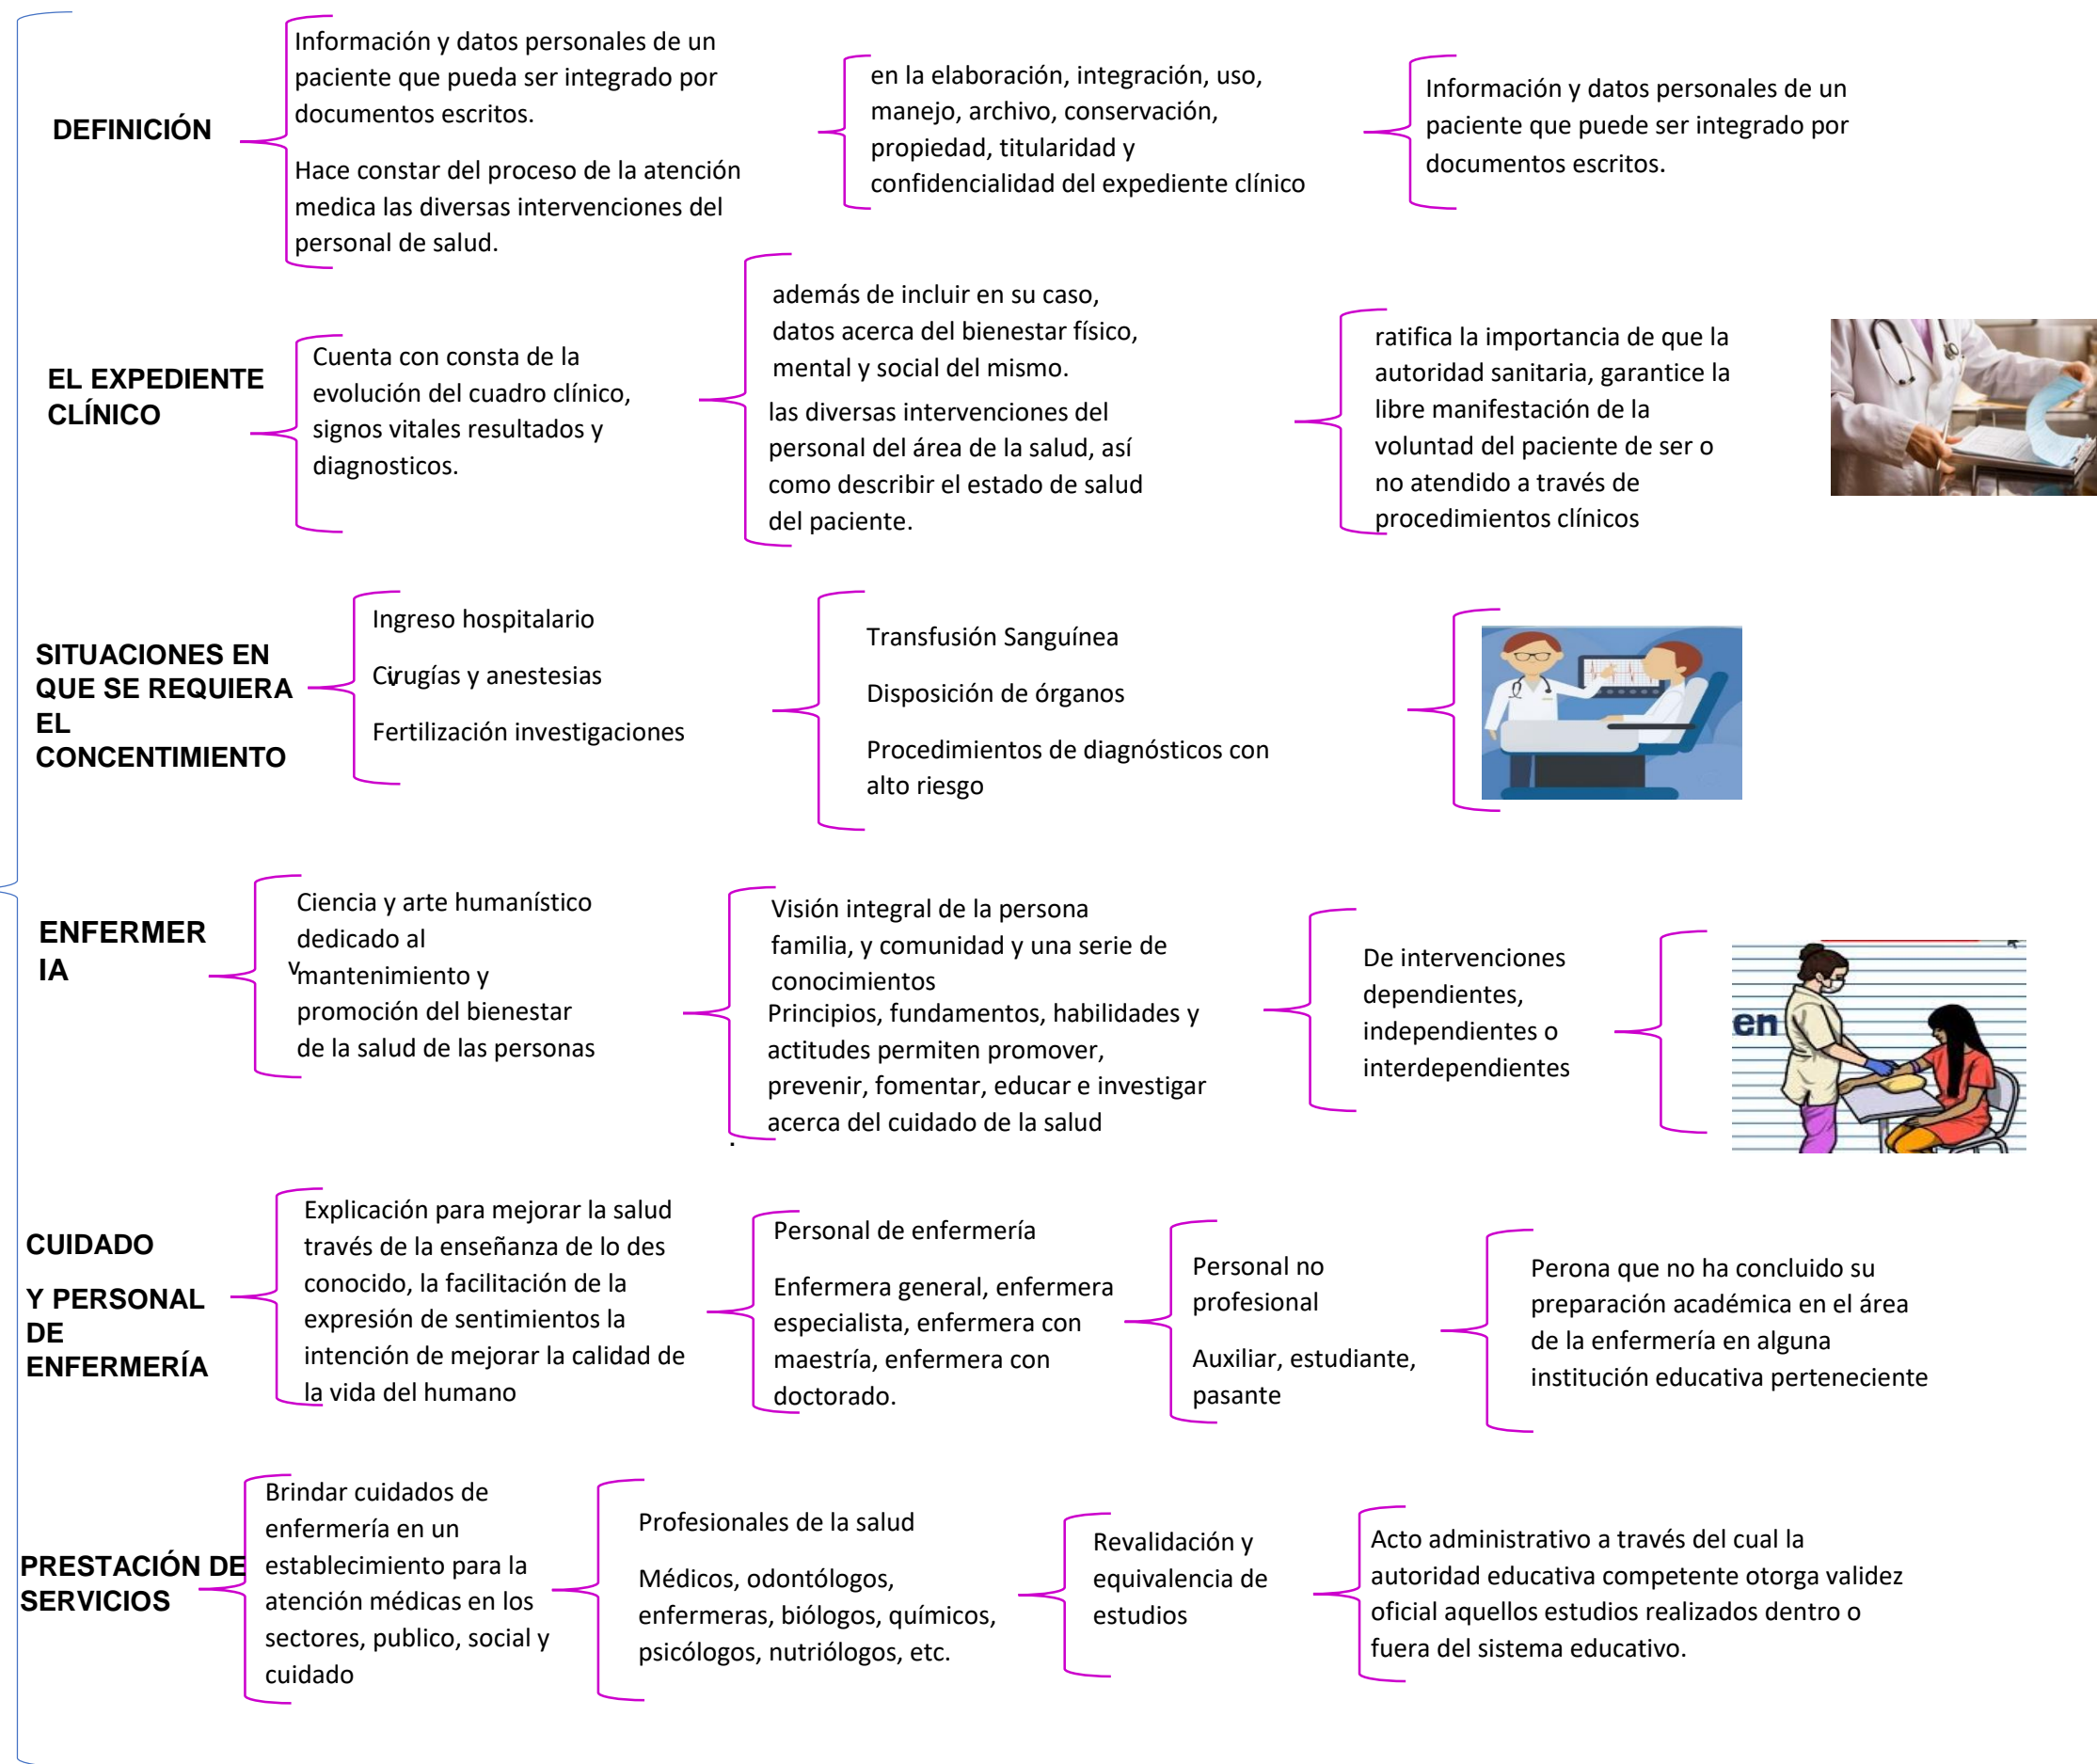 DEFINICIÓN
Información y datos personales de un
paciente que pueda ser integrado por
documentos escritos.
Hace constar del proceso de la atención
medica las diversas intervenciones del
personal de salud.
en la elaboración, integración, uso,
manejo, archivo, conservación,
propiedad, titularidad y
confidencialidad del expediente clínico
Información y datos personales de un
paciente que puede ser integrado por
documentos escritos.
EL EXPEDIENTE
CLÍNICO
Cuenta con consta de la
evolución del cuadro clínico,
signos vitales resultados y
diagnosticos.
además de incluir en su caso,
datos acerca del bienestar físico,
mental y social del mismo.
las diversas intervenciones del
personal del área de la salud, así
como describir el estado de salud
del paciente.
ratifica la importancia de que la
autoridad sanitaria, garantice la
libre manifestación de la
voluntad del paciente de ser o
no atendido a través de
procedimientos clínicos
SITUACIONES EN
QUE SE REQUIERA
EL
CONCENTIMIENTO
Ingreso hospitalario
Cirugías y anestesias
v
Fertilización investigaciones
Transfusión Sanguínea
Disposición de órganos
Procedimientos de diagnósticos con
alto riesgo
ENFERMER
IA
Ciencia y arte humanístico
dedicado al
v
mantenimiento y
promoción del bienestar
de la salud de las personas
Visión integral de la persona
familia, y comunidad y una serie de
conocimientos
Principios, fundamentos, habilidades y
actitudes permiten promover,
prevenir, fomentar, educar e investigar
acerca del cuidado de la salud
.
De intervenciones
dependientes,
independientes o
interdependientes
en
CUIDADO
Y PERSONAL
DE
ENFERMERÍA
Explicación para mejorar la salud
través de la enseñanza de lo des
conocido, la facilitación de la
expresión de sentimientos la
intención de mejorar la calidad de
la vida del humano
Personal de enfermería
Enfermera general, enfermera
especialista, enfermera con
maestría, enfermera con
doctorado.
Personal no
profesional
Auxiliar, estudiante,
pasante
Perona que no ha concluido su
preparación académica en el área
de la enfermería en alguna
institución educativa perteneciente
PRESTACIÓN DE
SERVICIOS
Brindar cuidados de
enfermería en un
establecimiento para la
atención médicas en los
sectores, publico, social y
cuidado
Profesionales de la salud
Médicos, odontólogos,
enfermeras, biólogos, químicos,
psicólogos, nutriólogos, etc.
Revalidación y
equivalencia de
estudios
Acto administrativo a través del cual la
autoridad educativa competente otorga validez
oficial aquellos estudios realizados dentro o
fuera del sistema educativo.